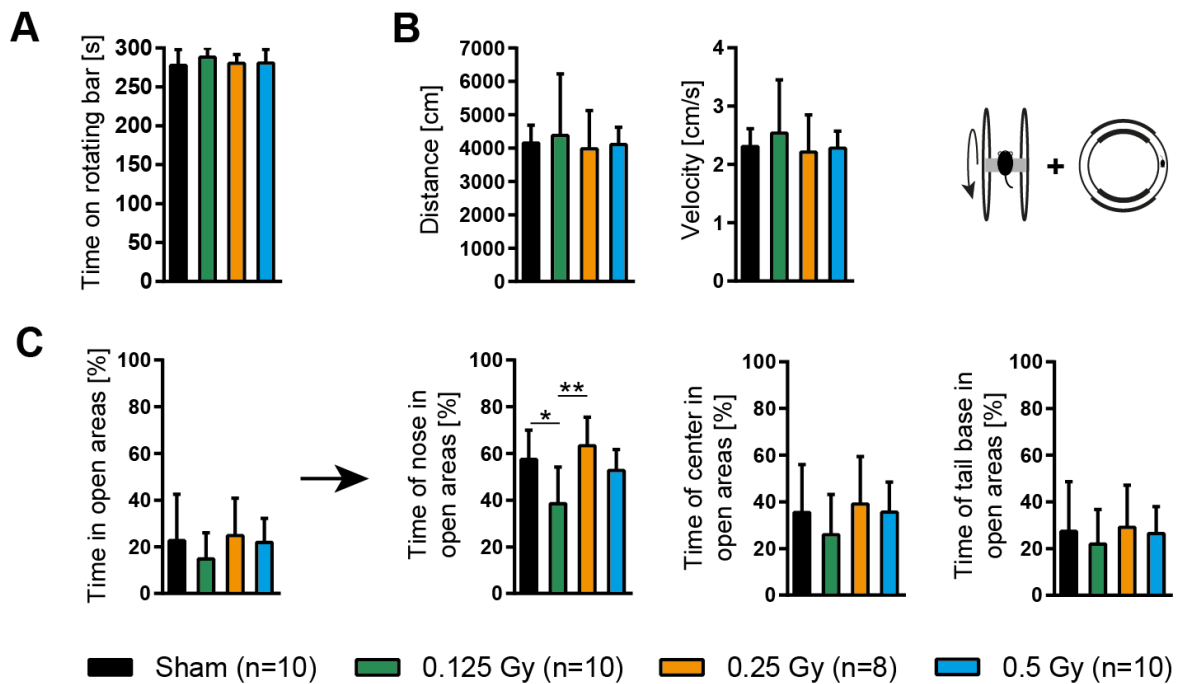 A
Time on rotating bar [s]
300
250
200
150
100
50
0
B
Distance [cm]
7000
6000
5000
4000
3000
2000
1000
0
Velocity [cm/s]
4
3
2
1
0
+
C
Time in open areas [%]
100
80
60
40
20
0
Time of nose in
open areas [%]
100
80
60
40
20
0
*
**
Time of center in
open areas [%]
100
80
60
40
20
0
Time of tail base in
open areas [%]
100
80
60
40
20
0
Sham (n=10)
0.125 Gy (n=10)
0.25 Gy (n=8)
0.5 Gy (n=10)